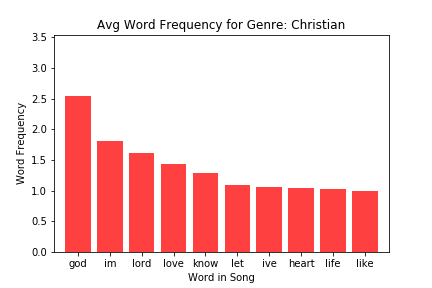 Avg Word Frequency for Genre: Christian
3.5
3.0
2.5
2.0
1.5
1.0
0.5
0.0
Word Frequency
god im lord love know let ive heart life like
Word in Song